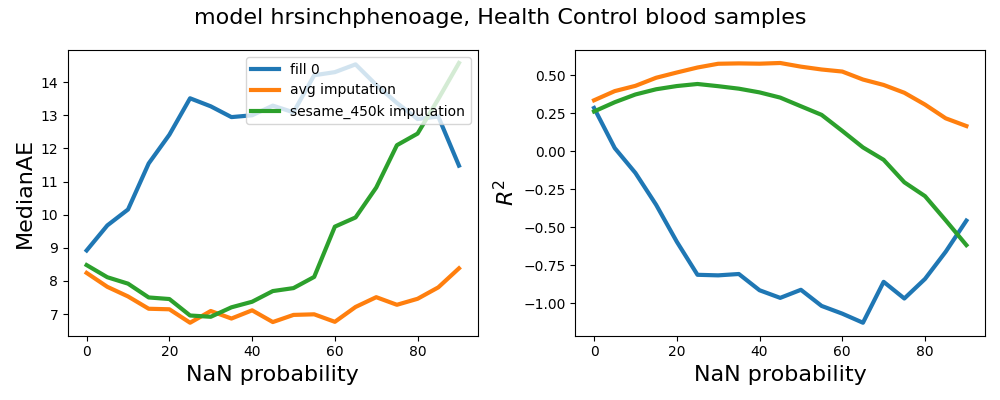 model hrsinchphenoage, Health Control blood samples
MedianAE
14
13
12
11
10
9
8
7
fill 0
avg imputation
sesame_450k imputation
0 20 40 60 80
NaN probability
R²
0.50
0.25
0.00
−0.25
−0.50
−0.75
−1.00
0 20 40 60 80
NaN probability